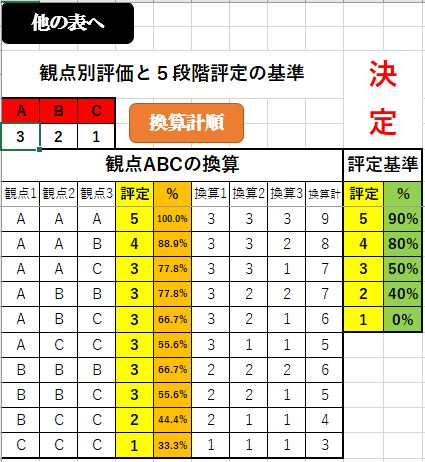 他の表へ
観点別評価と５段階評定の基準
決定
A B C
3 2 1
換算計順
観点ABCの換算 評定基準
観点1 観点2 観点3 評定 % 換算1 換算2 換算3 換算計 評定 %
A A A 5 100.0% 3 3 3 9 5 90%
A A B 4 88.9% 3 3 2 8 4 80%
A A C 3 77.8% 3 3 1 7 3 50%
A B B 3 77.8% 3 2 2 7 2 40%
A B C 3 66.7% 3 2 1 6 1 0%
A C C 3 55.6% 3 1 1 5
B B B 3 66.7% 2 2 2 6
B B C 3 55.6% 2 2 1 5
B C C 2 44.4% 2 1 1 4
C C C 1 33.3% 1 1 1 3